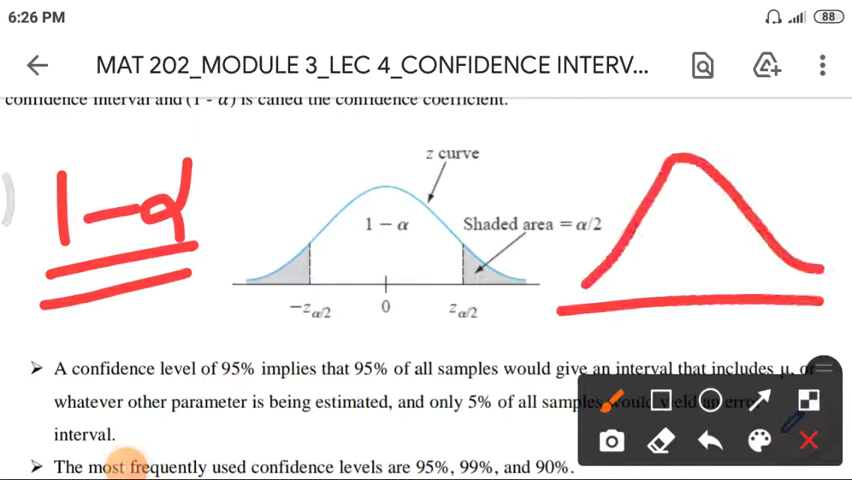 6:26 PM
88
MAT 202_MODULE 3_LEC 4_CONFIDENCE INTERV...
confidence interval and (1 - α) is called the confidence coefficient.
z curve
1-α
1 − α
Shaded area = α/2
−zα/2
0
zα/2
➢ A confidence level of 95% implies that 95% of all samples would give an interval that includes μ, or
whatever other parameter is being estimated, and only 5% of all samples would yield an
interval.
➢ The most frequently used confidence levels are 95%, 99%, and 90%.